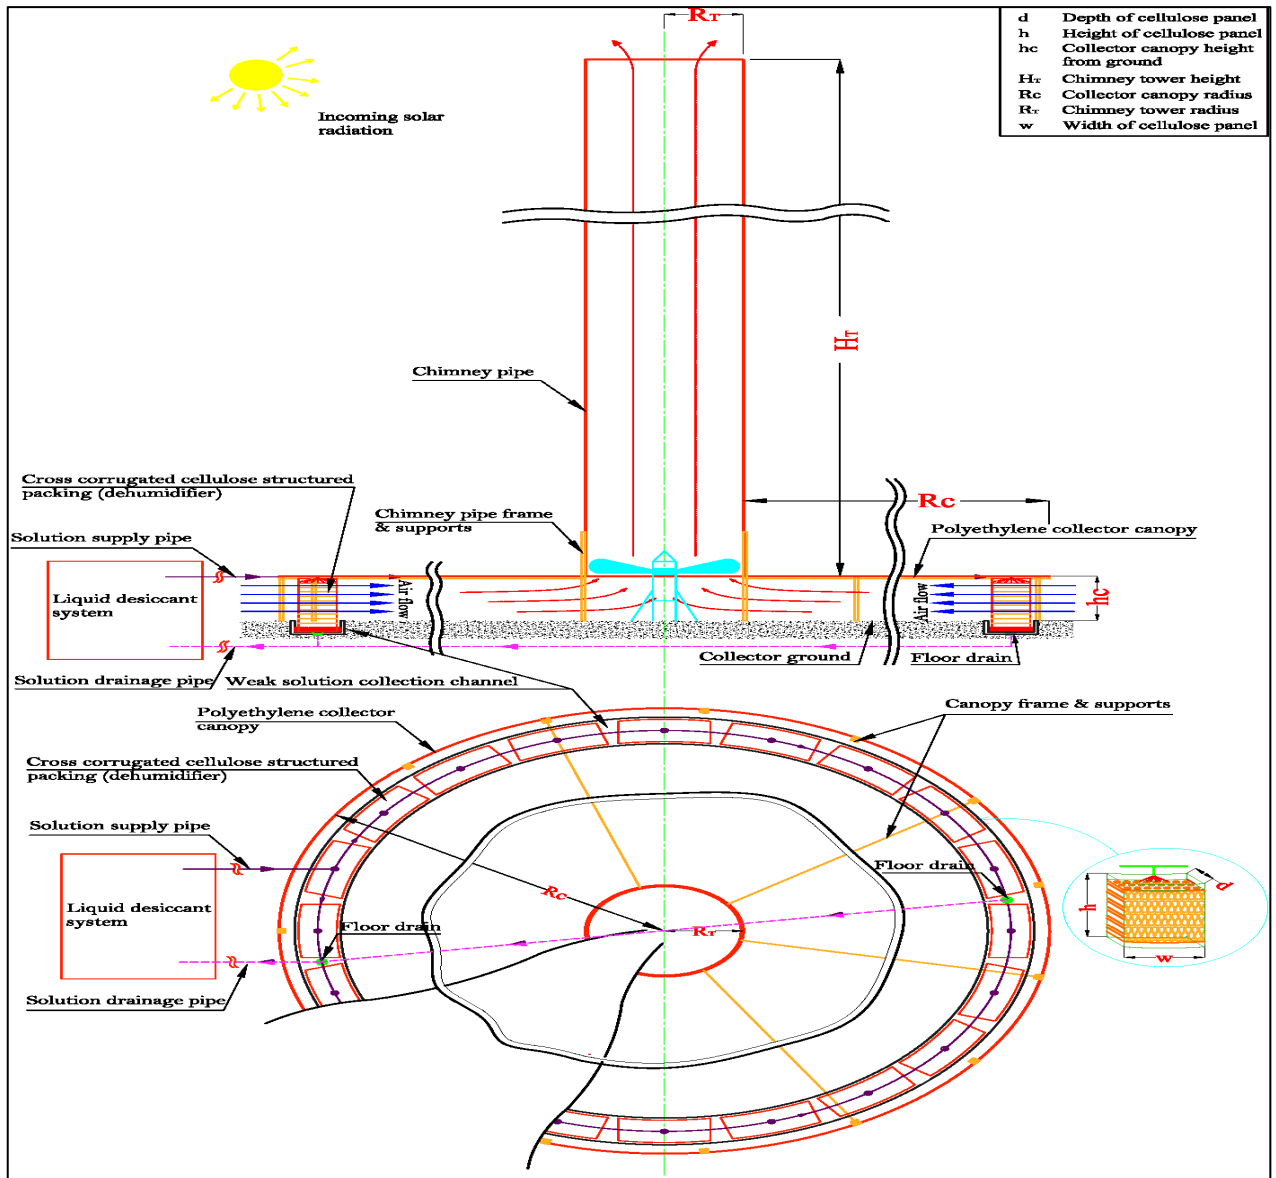 RT
d Depth of cellulose panel
h Height of cellulose panel
hc Collector canopy height
from ground
HT Chimney tower height
Rc Collector canopy radius
RT Chimney tower radius
w Width of cellulose panel
Incoming solar
radiation
HT
Chimney pipe
Cross corrugated cellulose structured
packing (dehumidifier)
Chimney pipe frame
& supports
Rc
Polyethylene collector canopy
Solution supply pipe
Liquid desiccant
system
Air flow
Air flow
hc
Collector ground
Floor drain
Solution drainage pipe
Weak solution collection channel
Polyethylene collector
canopy
Canopy frame & supports
Cross corrugated cellulose structured
packing (dehumidifier)
Solution supply pipe
Floor drain
Rc
d
h
w
Liquid desiccant
system
Floor drain
RT
Solution drainage pipe